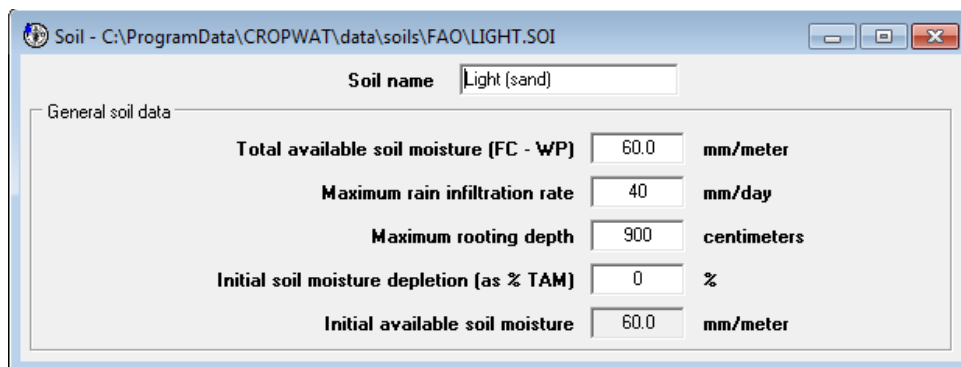 Soil - C:\ProgramData\CROPWAT\data\soils\FAO\LIGHT.SOI
Soil name Light (sand)
General soil data
Total available soil moisture (FC - WP) 60.0 mm/meter
Maximum rain infiltration rate 40 mm/day
Maximum rooting depth 900 centimeters
Initial soil moisture depletion (as % TAM) 0 %
Initial available soil moisture 60.0 mm/meter